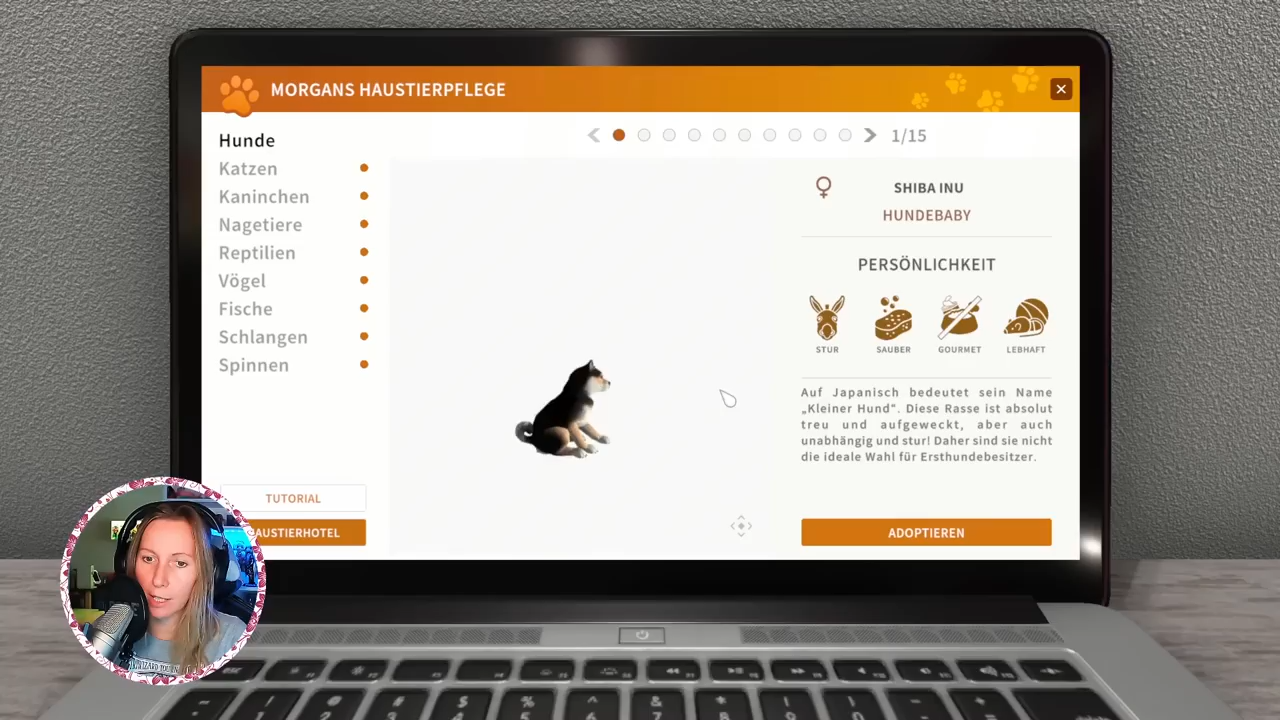 MORGANS HAUSTIERPFLEGE
Hunde
Katzen
Kaninchen
Nagetiere
Reptilien
Vögel
Fische
Schlangen
Spinnen
TUTORIAL
AUSTIERHOTEL
1/15
SHIBA INU
HUNDEBABY
PERSÖNLICHKEIT
STUR SAUBER GOURMET LEBHAFT
Auf Japanisch bedeutet sein Name
„Kleiner Hund“. Diese Rasse ist absolut
treu und aufgeweckt, aber auch
unabhängig und stur! Daher sind sie nicht
die ideale Wahl für Ersthundebesitzer.
ADOPTIEREN